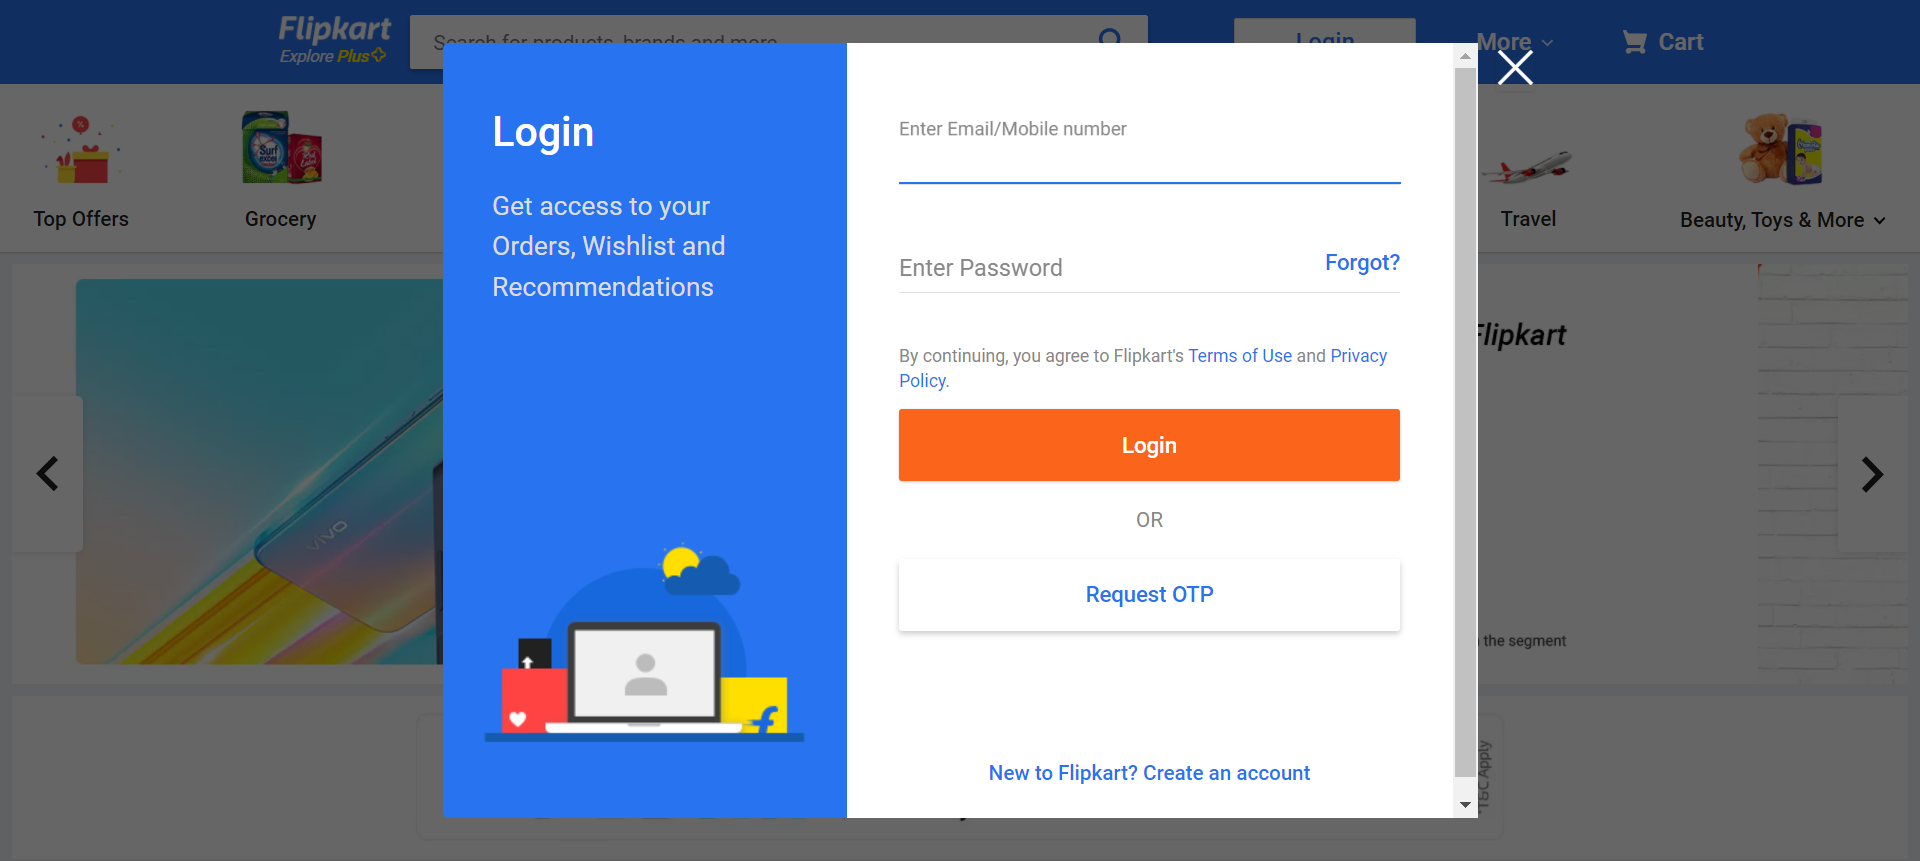 Flipkart
Explore Plus
Search for products, brands and more
Login
More
Cart
Top Offers
Grocery
Travel
Beauty, Toys & More
Login
Get access to your
Orders, Wishlist and
Recommendations
Enter Email/Mobile number
Enter Password
Forgot?
By continuing, you agree to Flipkart's Terms of Use and Privacy
Policy.
Login
OR
Request OTP
New to Flipkart? Create an account
Surf excel
vivo
Flipkart
the segment
T&C Apply